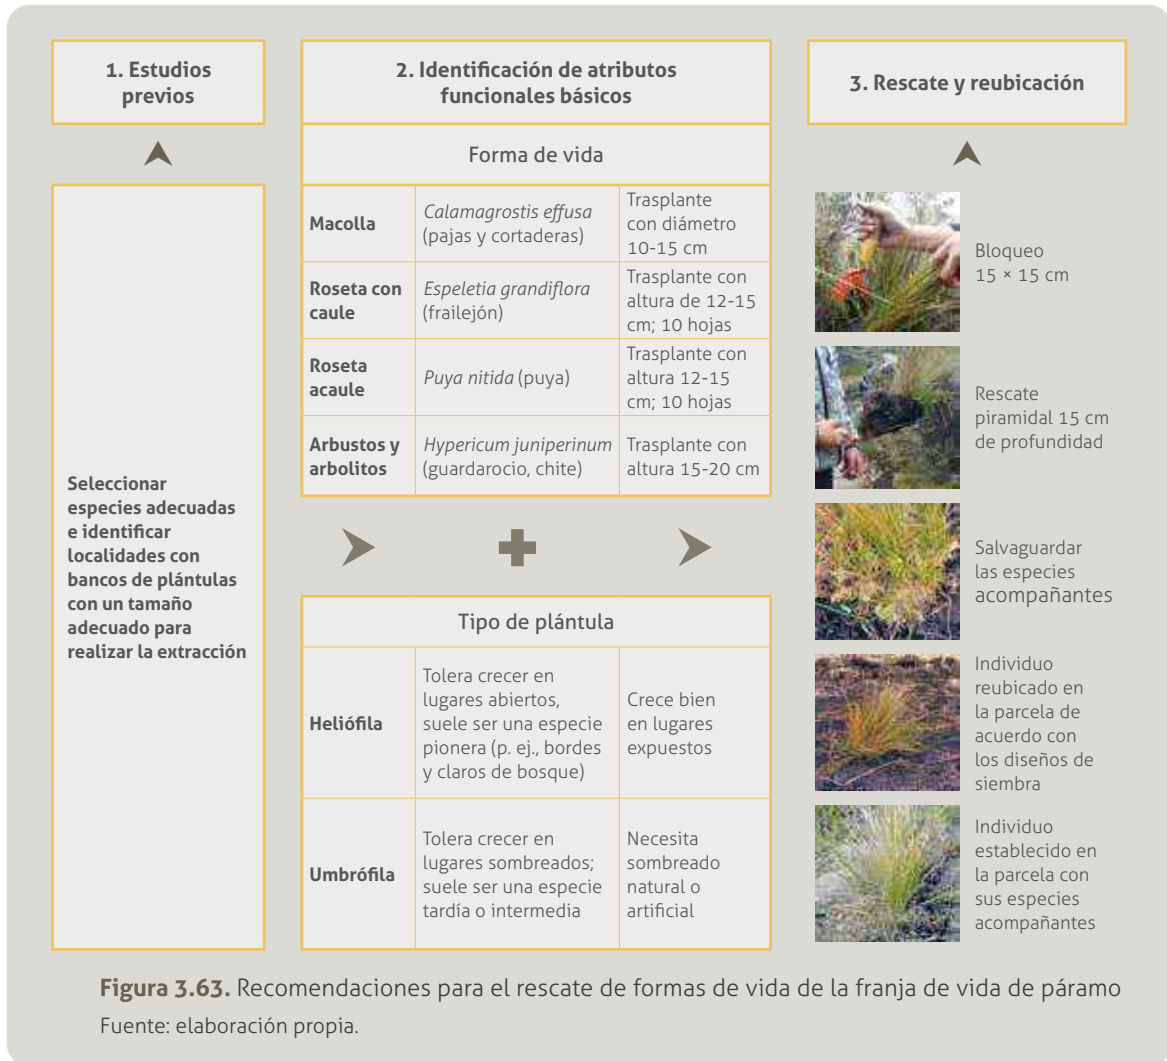 1. Estudios
previos
Seleccionar
especies adecuadas
e identificar
localidades con
bancos de plántulas
con un tamaño
adecuado para
realizar la extracción
2. Identificación de atributos
funcionales básicos
Forma de vida
Macolla
Calamagrostis effusa
(pajas y cortaderas)
Trasplante
con diámetro
10-15 cm
Roseta con
caule
Espeletia grandiflora
(frailejón)
Trasplante con
altura de 12-15
cm; 10 hojas
Roseta
acaule
Puya nitida (puya)
Trasplante con
altura 12-15
cm; 10 hojas
Arbustos y
arbolitos
Hypericum juniperinum
(guardarocio, chite)
Trasplante con
altura 15-20 cm
Tipo de plántula
Heliófila
Tolera crecer en
lugares abiertos,
suele ser una especie
pionera (p. ej., bordes
y claros de bosque)
Crece bien
en lugares
expuestos
Umbrófila
Tolera crecer en
lugares sombreados;
suele ser una especie
tardía o intermedia
Necesita
sombreado
natural o
artificial
3. Rescate y reubicación
Bloqueo
15 × 15 cm
Rescate
piramidal 15 cm
de profundidad
Salvaguardar
las especies
acompañantes
Individuo
reubicado en
la parcela de
acuerdo con
los diseños de
siembra
Individuo
establecido en
la parcela con
sus especies
acompañantes
Figura 3.63. Recomendaciones para el rescate de formas de vida de la franja de vida de páramo
Fuente: elaboración propia.